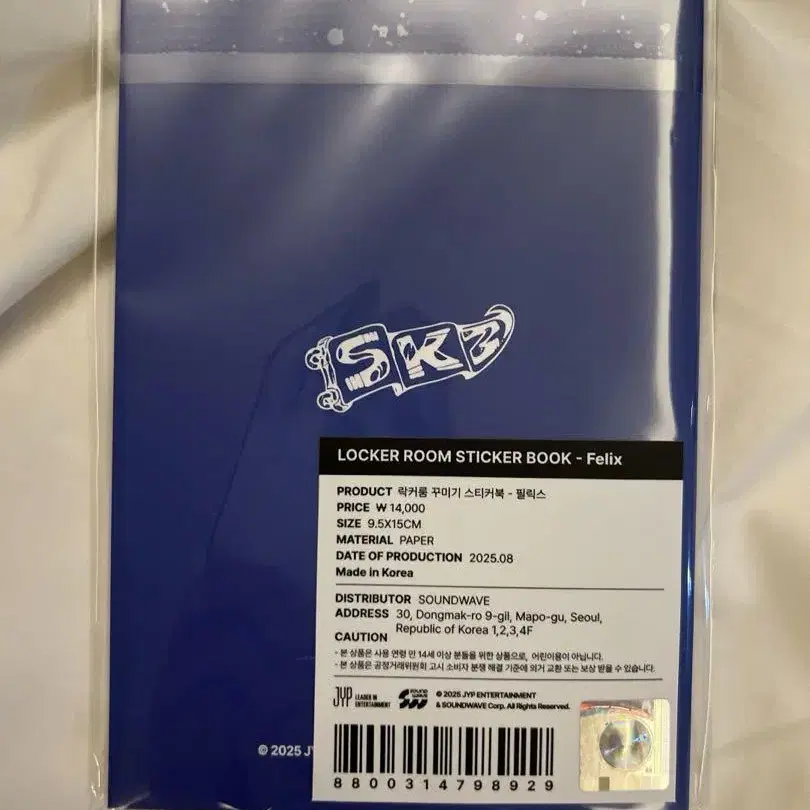 SKZ
LOCKER ROOM STICKER BOOK - Felix
PRODUCT 락커룸 꾸미기 스티커북 - 필릭스
PRICE ₩ 14,000
SIZE 9.5X15CM
MATERIAL PAPER
DATE OF PRODUCTION 2025.08
Made in Korea
DISTRIBUTOR SOUNDWAVE
ADDRESS 30, Dongmak-ro 9-gil, Mapo-gu, Seoul,
Republic of Korea 1,2,3,4F
CAUTION
- 본 상품은 사용 연령 만 14세 이상 분들을 위한 상품으로, 어린이용이 아닙니다.
- 본 상품은 공정거래위원회 고시 소비자 분쟁 해결 기준에 의거 교환 또는 보상 받을 수 있습니다.
JYP LEADER IN
ENTERTAINMENT
SOUND
WAVE
© 2025 JYP ENTERTAINMENT
& SOUNDWAVE Corp. All Rights Reserved.
© 2025 JY
8800314798929